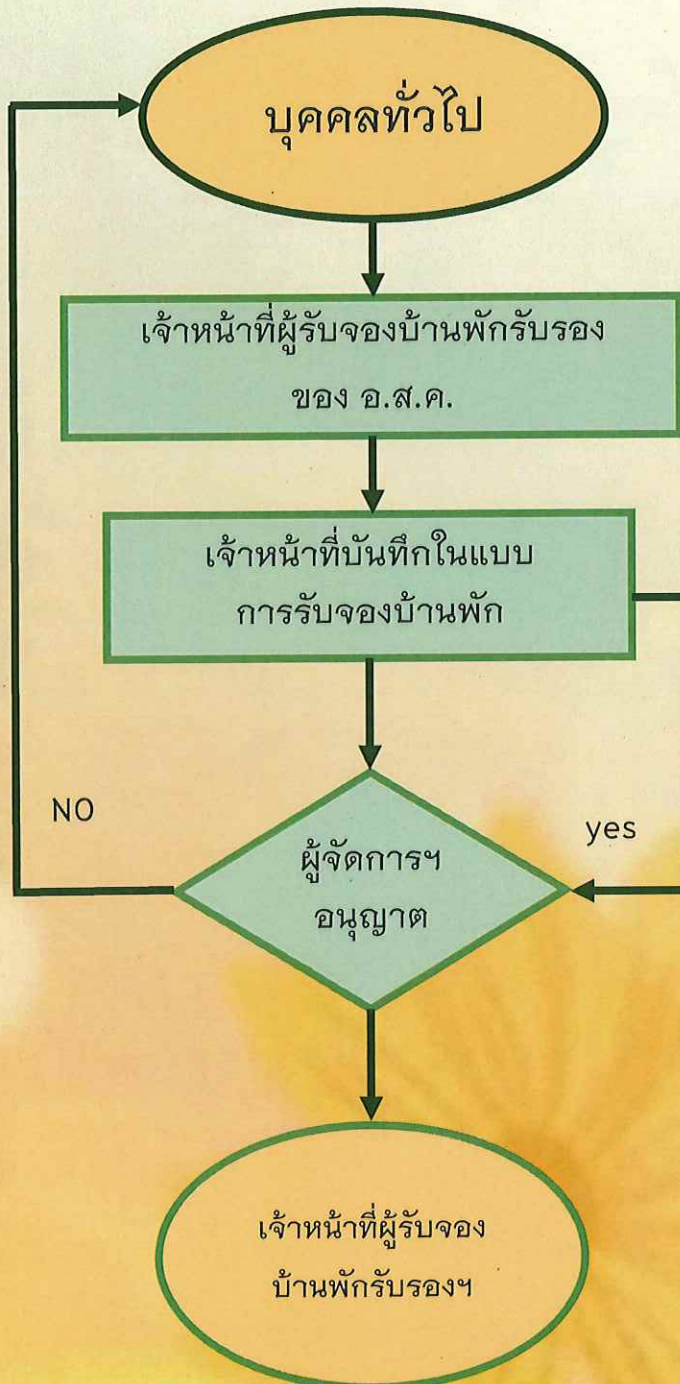 บุคคลทั่วไป
เจ้าหน้าที่ผู้รับจองบ้านพักรับรอง
ของ อ.ส.ค.
เจ้าหน้าที่บันทึกในแบบ
การรับจองบ้านพัก
NO
yes
ผู้จัดการฯ
อนุญาต
เจ้าหน้าที่ผู้รับจอง
บ้านพักรับรองฯ